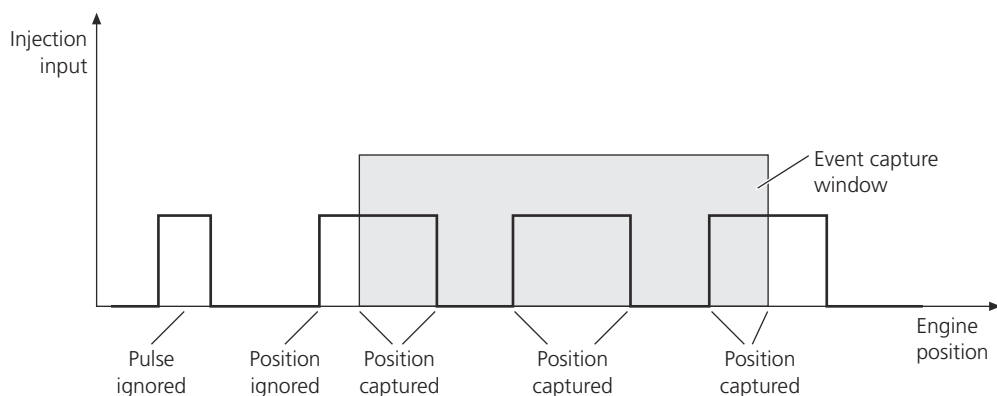 Injection
input
Event capture
window
Engine
position
Pulse
ignored
Position
ignored
Position
captured
Position
captured
Position
captured